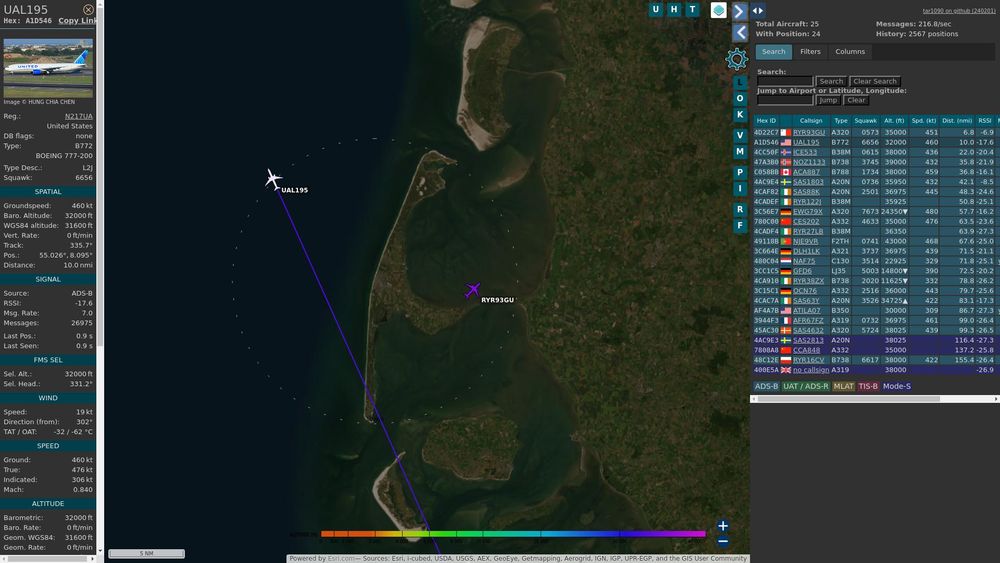 UAL195
Hex: A1D546 Copy Link
UNITED
Image © HUNG CHIA CHEN
Reg.: N217UA
United States
DB flags: none
Type: B772
BOEING 777-200
Type Desc.: L2J
Squawk: 6656
SPATIAL
Groundspeed: 460 kt
Baro. Altitude: 32000 ft
WGS84 altitude: 31600 ft
Vert. Rate: 0 ft/min
Track: 335.7°
Pos.: 55.026°, 8.095°
Distance: 10.0 nmi
SIGNAL
Source: ADS-B
RSSI: -17.6
Msg. Rate: 7.0
Messages: 26975
Last Pos.: 0.9 s
Last Seen: 0.9 s
FMS SEL
Sel. Alt.: 32000 ft
Sel. Head.: 331.2°
WIND
Speed: 19 kt
Direction (from): 302°
TAT / OAT: -32 / -62 °C
SPEED
Ground: 460 kt
True: 476 kt
Indicated: 306 kt
Mach: 0.840
ALTITUDE
Barometric: 32000 ft
Baro. Rate: 0 ft/min
Geom. WGS84: 31600 ft
Geom. Rate: 0 ft/min
UAL195
RYR93GU
5 NM
U H T
L
O
K
V
M
P
I
R
F
+
−
Powered by Esri.com — Sources: Esri, i-cubed, USDA, USGS, AEX, GeoEye, Getmapping, Aerogrid, IGN, IGP, UPR-EGP, and the GIS User Community
tar1090 on github (240201)
Total Aircraft: 25 Messages: 216.8/sec
With Position: 24 History: 2567 positions
Search Filters Columns
Search:
Search Clear Search
Jump to Airport or Latitude, Longitude:
Jump Clear
Hex ID Callsign Type Squawk Alt. (ft) Spd. (kt) Dist. (nmi) RSSI
4D22C7 RYR93GU A320 0573 35000 451 6.8 -6.9
A1D546 UAL195 B772 6656 32000 460 10.0 -17.6
4CC50F ICE533 B38M 0615 38000 436 22.0 -20.4
47A3B0 NOZ1133 B738 3745 39000 432 35.8 -21.9
C0588B ACA887 B788 1734 38000 459 36.8 -16.1
4AC9E4 SAS1803 A20N 0736 35950 432 42.1 -8.5
4CAF82 SAS88K A20N 2501 36975 445 48.3 -24.6
4CADEF RYR122J B38M 35925 50.8 -25.1
3C56E7 EWG79X A320 7673 24350▼ 480 57.7 -16.2
780C00 CES202 A332 4633 35000 476 63.5 -23.6
4CADF4 RYR27LB B38M 36350 63.9 -27.3
49118B NJE9VR F2TH 0741 43000 468 67.6 -25.0
3C664E DLH1LK A321 3737 36975 439 71.5 -21.1
480C04 NAF75 C130 3514 22925 329 71.8 -25.1
3CC1C5 GFD6 LJ35 5003 14800▼ 390 72.5 -20.2
4CA910 RYR38ZX B738 2020 11625▼ 332 78.8 -26.2
3C15C1 OCN76 A332 2516 36000 443 79.7 -25.6
4CAC7A SAS63Y A20N 3526 34725▲ 422 83.1 -17.3
AF4A7B ATILA07 B350 30000 309 86.7 -27.3
3944F3 AFR67FZ A319 0732 36975 461 99.0 -26.4
45AC30 SAS4632 A320 5724 38025 439 99.3 -26.5
4AC9E3 SAS2813 A20N 38025 116.4 -27.3
7808A8 CCA848 A332 35000 137.2 -25.8
48C12E RYR16CV B738 6617 38000 422 155.4 -26.4
400E5A no callsign A319 38000 -26.9
ADS-B UAT / ADS-R MLAT TIS-B Mode-S